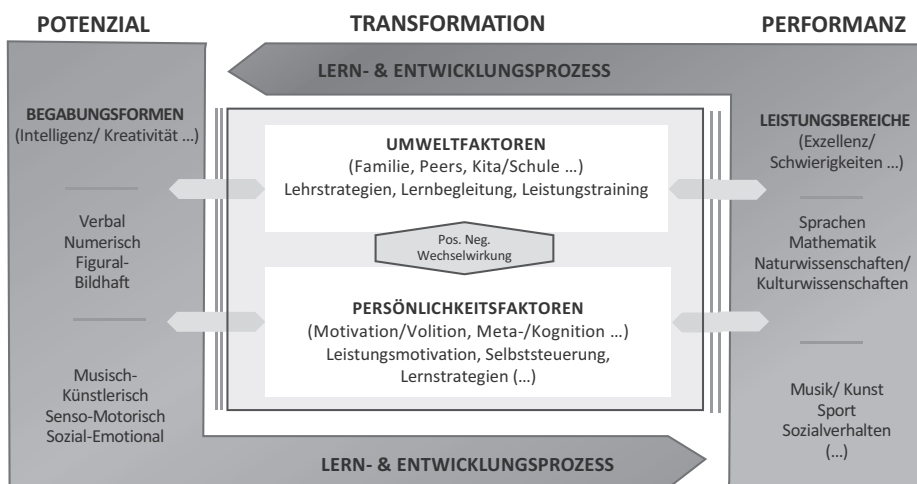 POTENZIAL
TRANSFORMATION
PERFORMANZ
LERN- & ENTWICKLUNGSPROZESS
BEGABUNGSFORMEN
(Intelligenz/ Kreativität ...)
Verbal
Numerisch
Figural-
Bildhaft
Musisch-
Künstlerisch
Senso-Motorisch
Sozial-Emotional
UMWELTFAKTOREN
(Familie, Peers, Kita/Schule ...)
Lehrstrategien, Lernbegleitung, Leistungstraining
Pos. Neg.
Wechselwirkung
PERSÖNLICHKEITSFAKTOREN
(Motivation/Volition, Meta-/Kognition ...)
Leistungsmotivation, Selbststeuerung,
Lernstrategien (...)
LEISTUNGSBEREICHE
(Exzellenz/
Schwierigkeiten ...)
Sprachen
Mathematik
Naturwissenschaften/
Kulturwissenschaften
Musik/ Kunst
Sport
Sozialverhalten
(...)
LERN- & ENTWICKLUNGSPROZESS